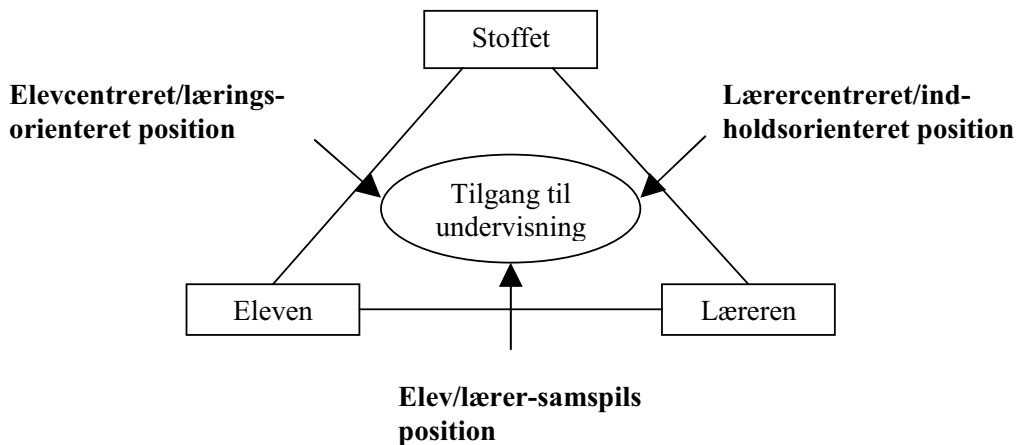 Stoffet
Elevcentreret/lærings-
orienteret position
Lærercentreret/ind-
holdsorienteret position
Tilgang til
undervisning
Eleven
Læreren
Elev/lærer-samspils
position